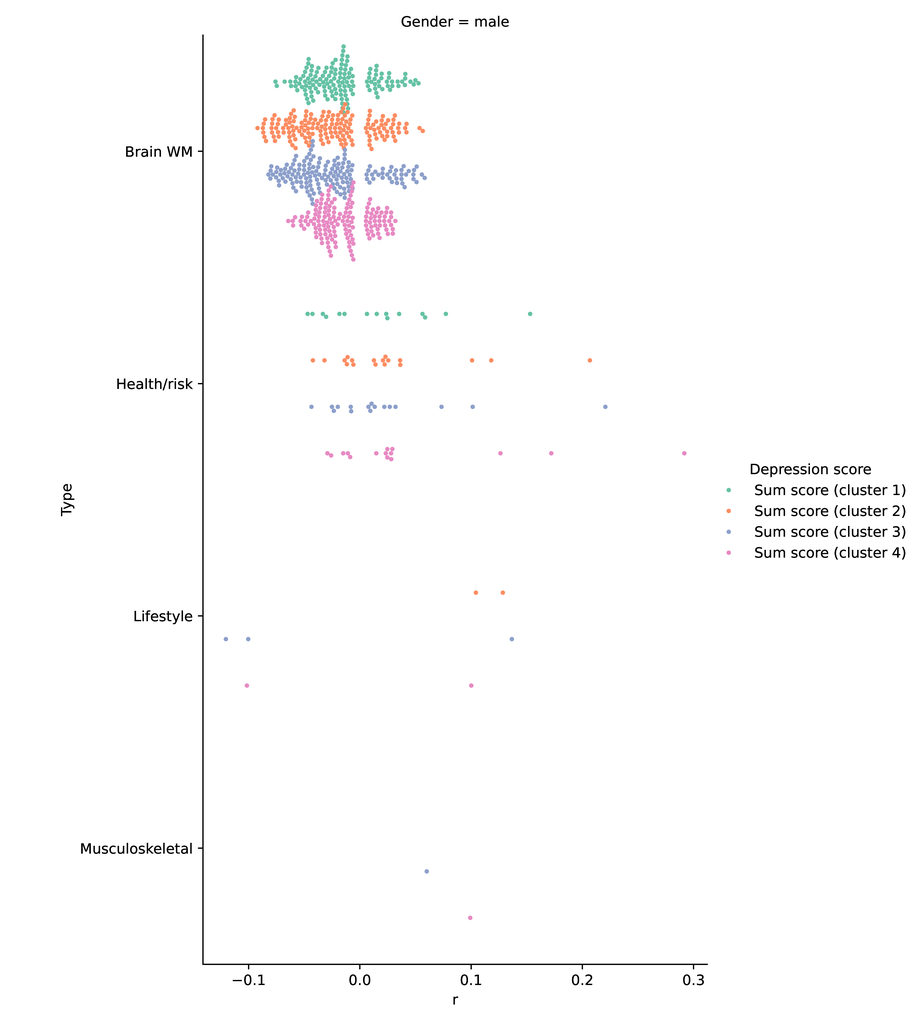 Gender = male
Brain WM
Health/risk
Type
Lifestyle
Musculoskeletal
Depression score
Sum score (cluster 1)
Sum score (cluster 2)
Sum score (cluster 3)
Sum score (cluster 4)
−0.1 0.0 0.1 0.2 0.3
r